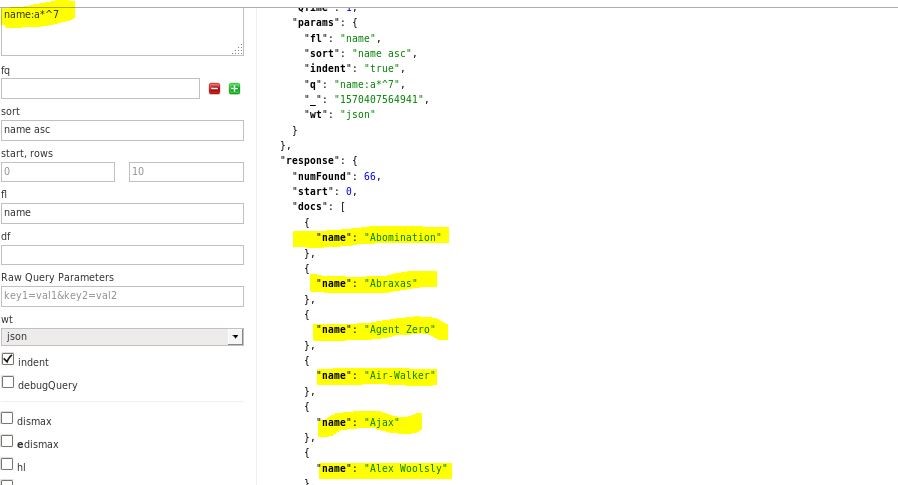 name:a*^7
fq
sort
name asc
start, rows
0
10
fl
name
df
Raw Query Parameters
key1=val1&key2=val2
wt
json
indent
debugQuery
dismax
edismax
hl
"QTime": 1,
"params": {
"fl": "name",
"sort": "name asc",
"indent": "true",
"q": "name:a*^7",
"_": "1570407564941",
"wt": "json"
}
},
"response": {
"numFound": 66,
"start": 0,
"docs": [
{
"name": "Abomination"
},
{
"name": "Abraxas"
},
{
"name": "Agent Zero"
},
{
"name": "Air-Walker"
},
{
"name": "Ajax"
},
{
"name": "Alex Woolsly"
}